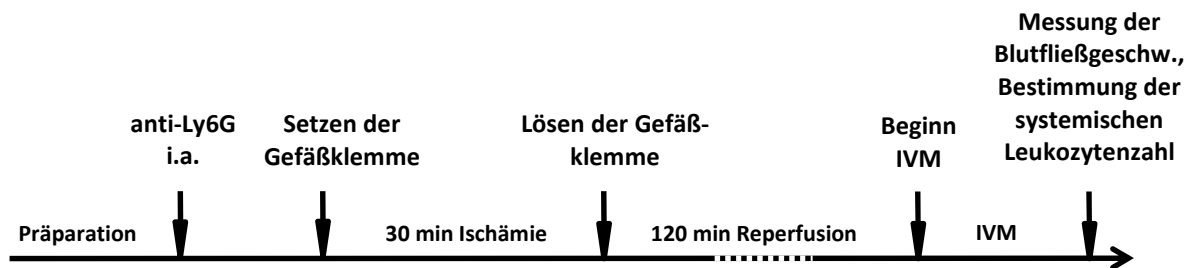 Messung der
Blutfließgeschw.,
Bestimmung der
systemischen
Leukozytenzahl
anti-Ly6G
i.a.
Setzen der
Gefäßklemme
Lösen der Gefäß-
klemme
Beginn
IVM
Präparation
30 min Ischämie
120 min Reperfusion
IVM